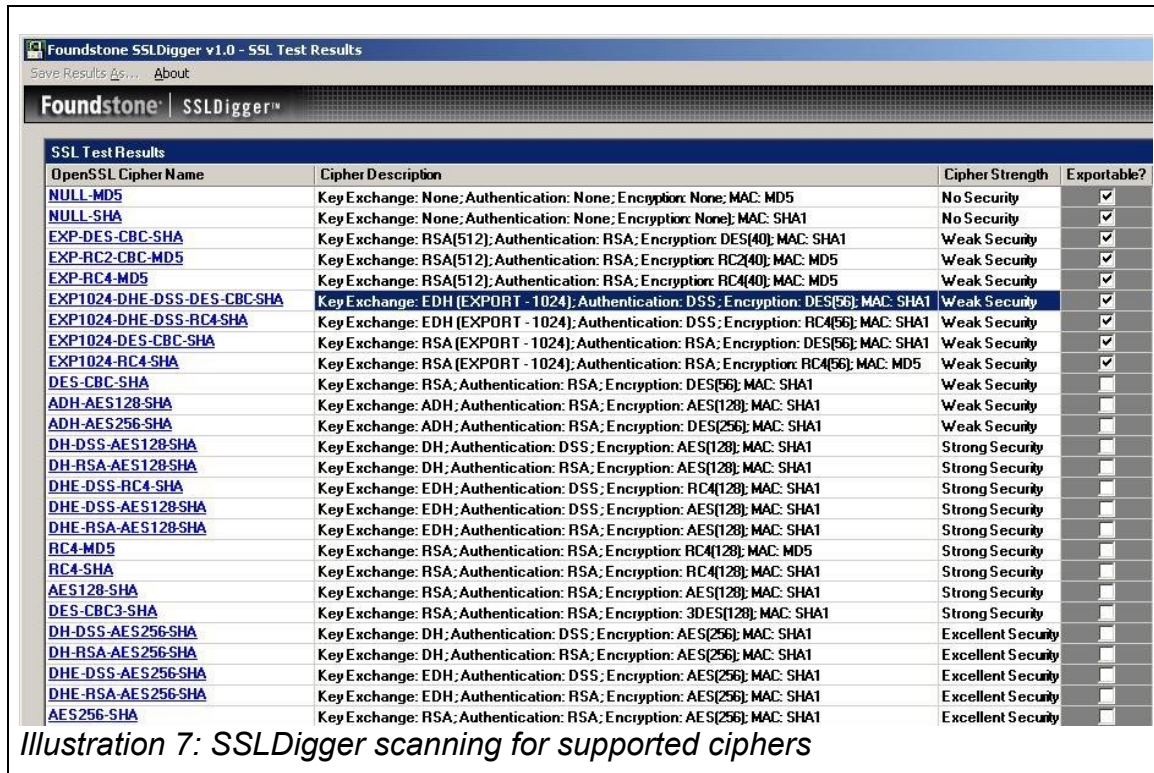 Foundstone SSLDigger v1.0 - SSL Test Results
Save Results As... About
Foundstone | SSLDigger™
SSL Test Results
OpenSSL Cipher Name Cipher Description Cipher Strength Exportable?
NULL-MD5 Key Exchange: None; Authentication: None; Encryption: None; MAC: MD5 No Security
NULL-SHA Key Exchange: None; Authentication: None; Encryption: None); MAC: SHA1 No Security
EXP-DES-CBC-SHA Key Exchange: RSA(512); Authentication: RSA; Encryption: DES(40); MAC: SHA1 Weak Security
EXP-RC2-CBC-MD5 Key Exchange: RSA(512); Authentication: RSA; Encryption: RC2(40); MAC: MD5 Weak Security
EXP-RC4-MD5 Key Exchange: RSA(512); Authentication: RSA; Encryption: RC4(40); MAC: MD5 Weak Security
EXP1024-DHE-DSS-DES-CBC-SHA Key Exchange: EDH (EXPORT - 1024); Authentication: DSS; Encryption: DES(56); MAC: SHA1 Weak Security
EXP1024-DHE-DSS-RC4-SHA Key Exchange: EDH (EXPORT - 1024); Authentication: DSS; Encryption: RC4(56); MAC: SHA1 Weak Security
EXP1024-DES-CBC-SHA Key Exchange: RSA (EXPORT - 1024); Authentication: RSA; Encryption: DES(56); MAC: SHA1 Weak Security
EXP1024-RC4-SHA Key Exchange: RSA (EXPORT - 1024); Authentication: RSA; Encryption: RC4(56); MAC: MD5 Weak Security
DES-CBC-SHA Key Exchange: RSA; Authentication: RSA; Encryption: DES(56); MAC: SHA1 Weak Security
ADH-AES128-SHA Key Exchange: ADH; Authentication: RSA; Encryption: AES(128); MAC: SHA1 Weak Security
ADH-AES256-SHA Key Exchange: ADH; Authentication: RSA; Encryption: DES(256); MAC: SHA1 Weak Security
DH-DSS-AES128-SHA Key Exchange: DH; Authentication: DSS; Encryption: AES(128); MAC: SHA1 Strong Security
DH-RSA-AES128-SHA Key Exchange: DH; Authentication: RSA; Encryption: AES(128); MAC: SHA1 Strong Security
DHE-DSS-RC4-SHA Key Exchange: EDH; Authentication: DSS; Encryption: RC4(128); MAC: SHA1 Strong Security
DHE-DSS-AES128-SHA Key Exchange: EDH; Authentication: DSS; Encryption: AES(128); MAC: SHA1 Strong Security
DHE-RSA-AES128-SHA Key Exchange: EDH; Authentication: RSA; Encryption: AES(128); MAC: SHA1 Strong Security
RC4-MD5 Key Exchange: RSA; Authentication: RSA; Encryption: RC4(128); MAC: MD5 Strong Security
RC4-SHA Key Exchange: RSA; Authentication: RSA; Encryption: RC4(128); MAC: SHA1 Strong Security
AES128-SHA Key Exchange: RSA; Authentication: RSA; Encryption: AES(128); MAC: SHA1 Strong Security
DES-CBC3-SHA Key Exchange: RSA; Authentication: RSA; Encryption: 3DES(128); MAC: SHA1 Strong Security
DH-DSS-AES256-SHA Key Exchange: DH; Authentication: DSS; Encryption: AES(256); MAC: SHA1 Excellent Security
DH-RSA-AES256-SHA Key Exchange: DH; Authentication: RSA; Encryption: AES(256); MAC: SHA1 Excellent Security
DHE-DSS-AES256-SHA Key Exchange: EDH; Authentication: DSS; Encryption: AES(256); MAC: SHA1 Excellent Security
DHE-RSA-AES256-SHA Key Exchange: EDH; Authentication: RSA; Encryption: AES(256); MAC: SHA1 Excellent Security
AES256-SHA Key Exchange: RSA; Authentication: RSA; Encryption: AES(256); MAC: SHA1 Excellent Security
Illustration 7: SSLDigger scanning for supported ciphers